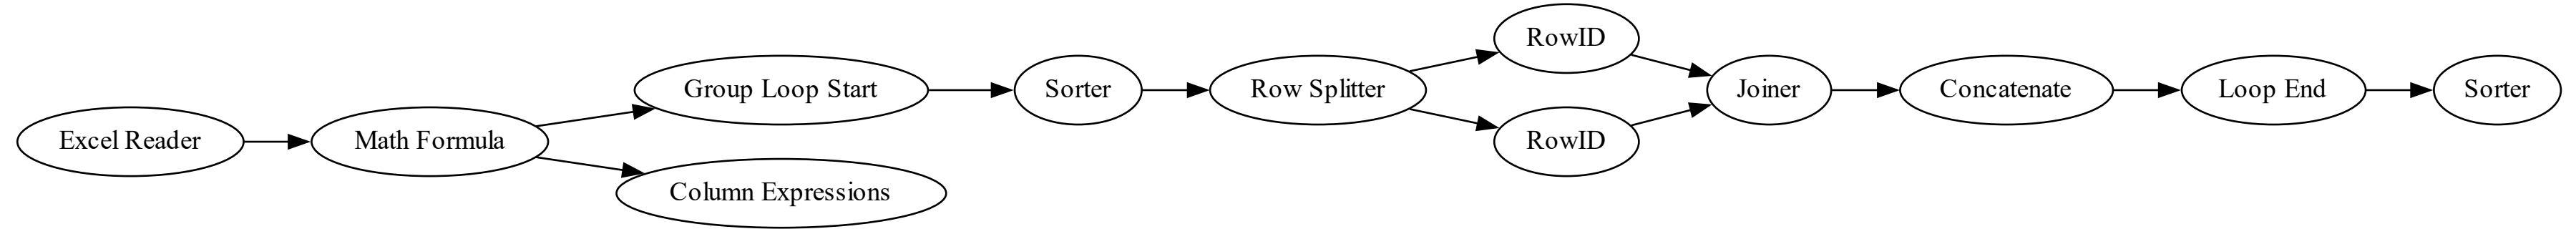 Excel Reader
Math Formula
Group Loop Start
Column Expressions
Sorter
Row Splitter
RowID
RowID
Joiner
Concatenate
Loop End
Sorter